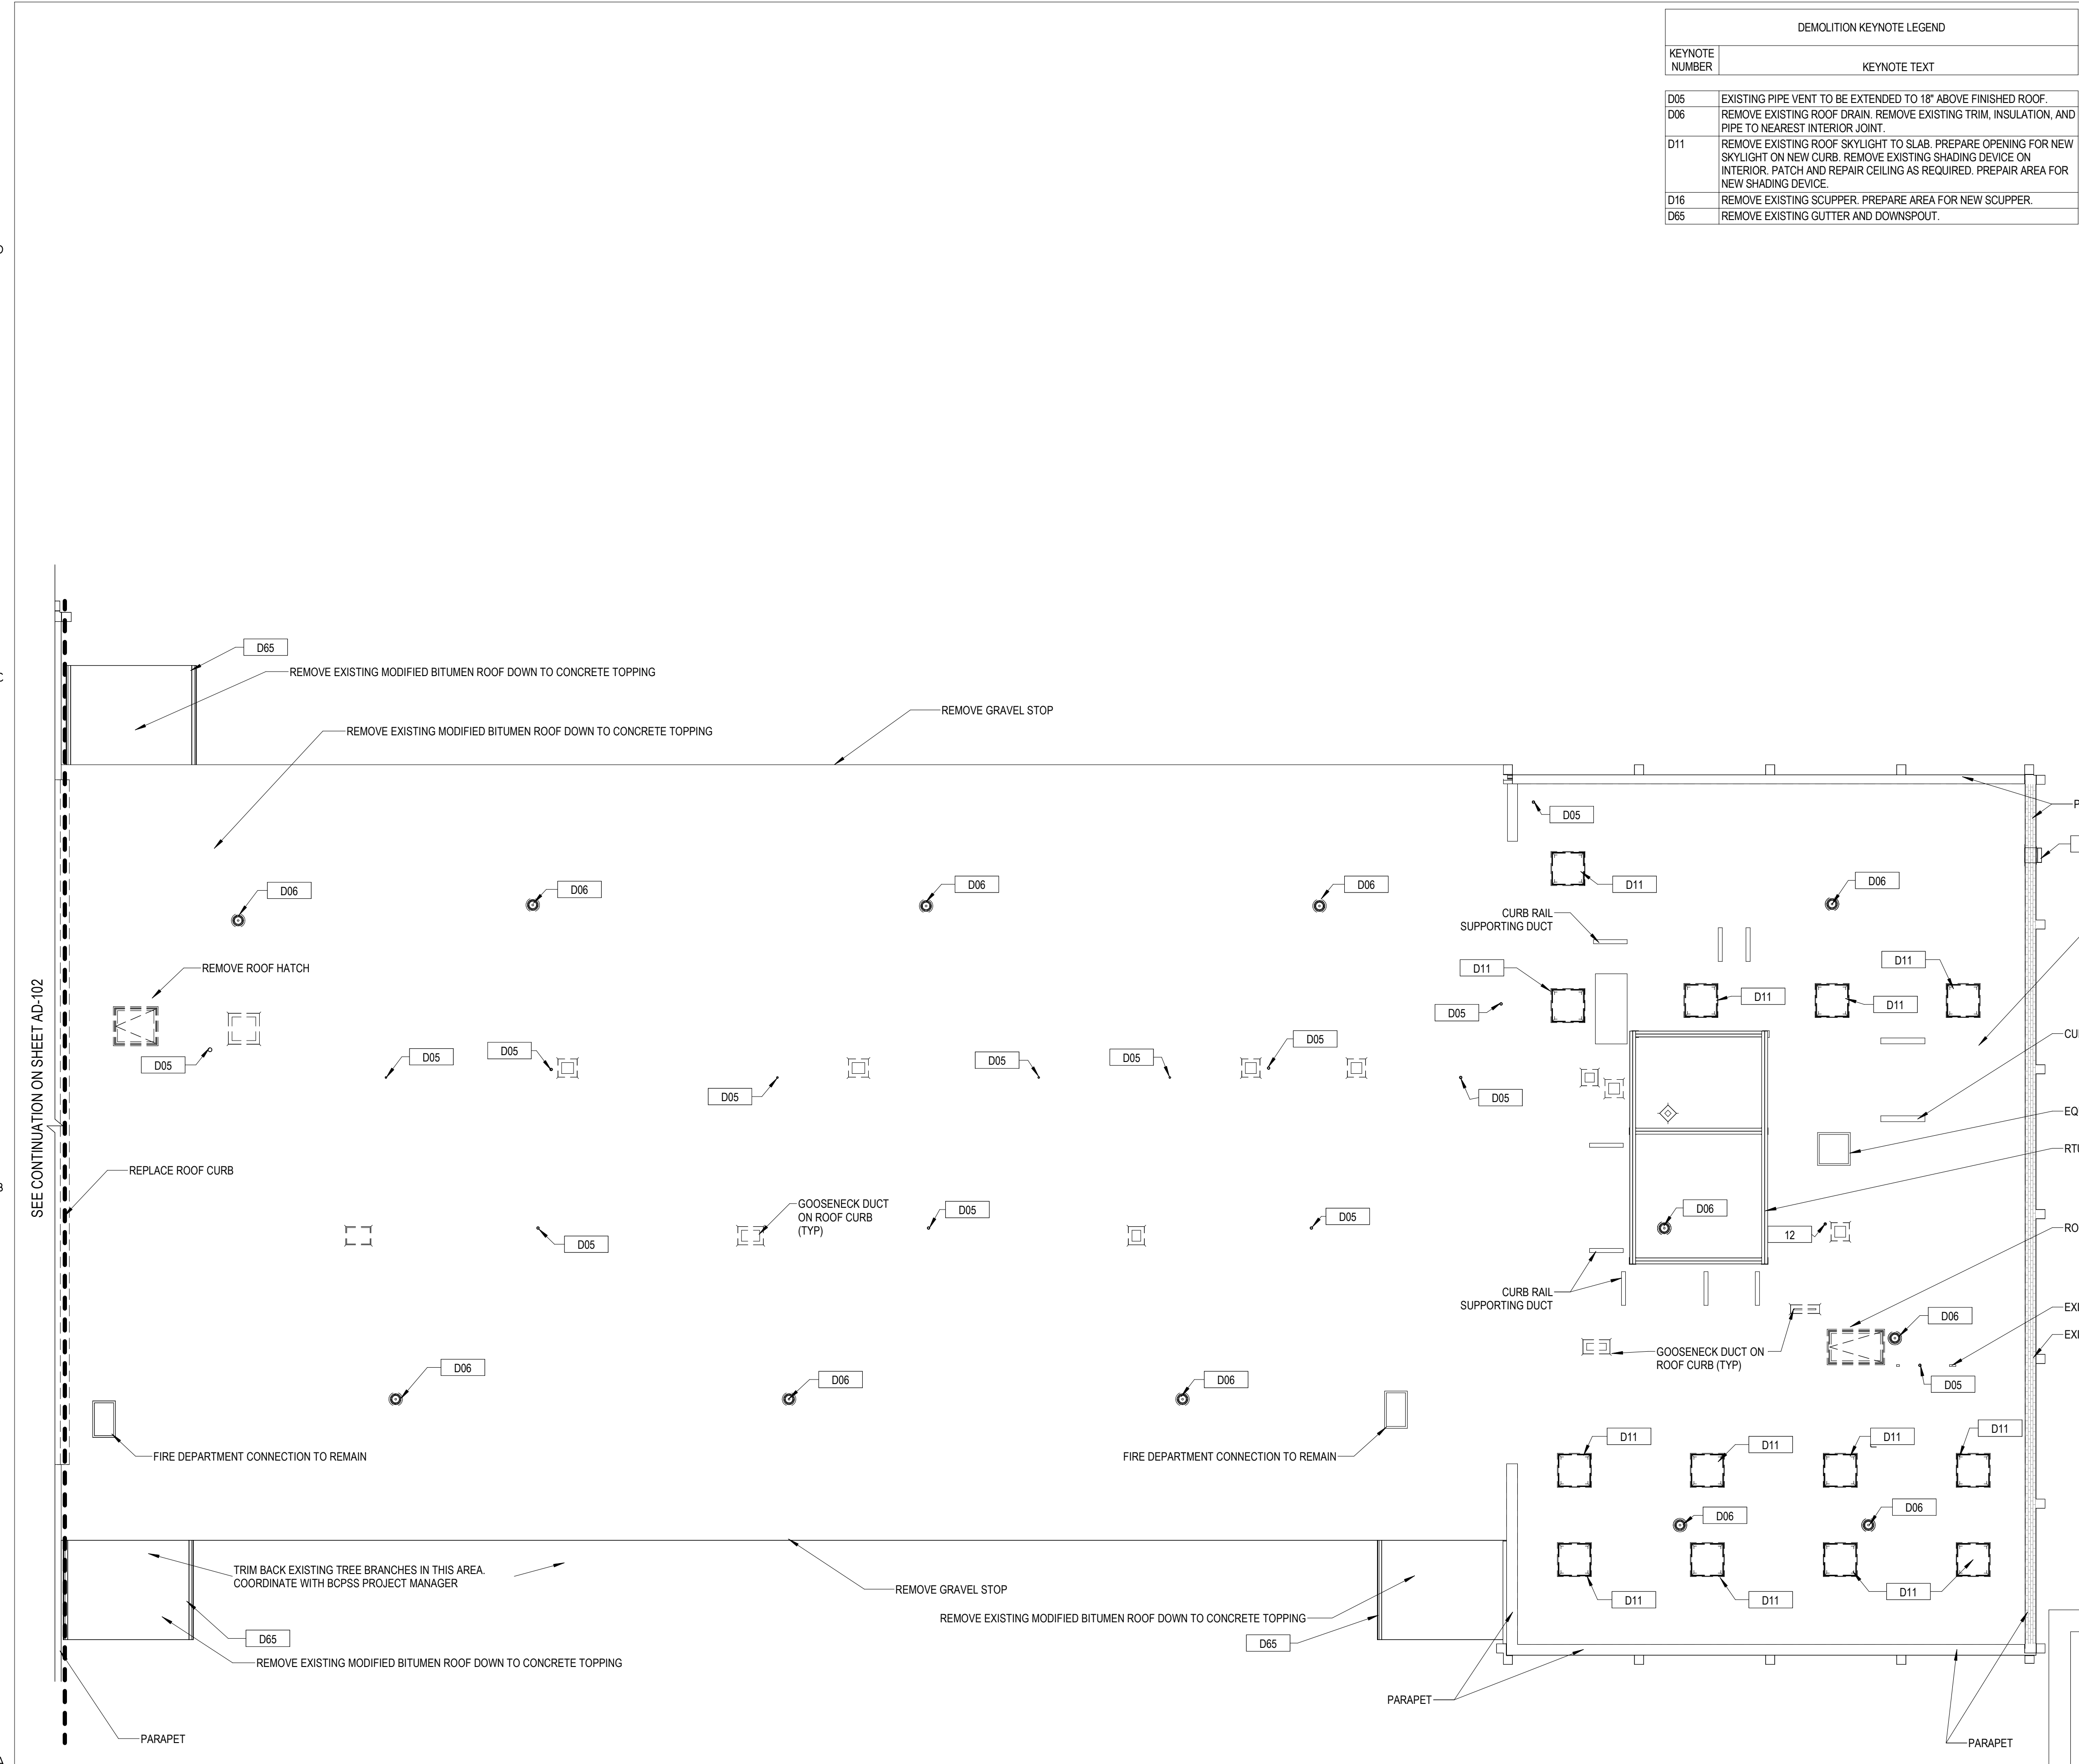 DEMOLITION KEYNOTE LEGEND
KEYNOTE
NUMBER
KEYNOTE TEXT
D05 EXISTING PIPE VENT TO BE EXTENDED TO 18" ABOVE FINISHED ROOF.
D06 REMOVE EXISTING ROOF DRAIN. REMOVE EXISTING TRIM, INSULATION, AND
PIPE TO NEAREST INTERIOR JOINT.
D11 REMOVE EXISTING ROOF SKYLIGHT TO SLAB. PREPARE OPENING FOR NEW
SKYLIGHT ON NEW CURB. REMOVE EXISTING SHADING DEVICE ON
INTERIOR. PATCH AND REPAIR CEILING AS REQUIRED. PREPAIR AREA FOR
NEW SHADING DEVICE.
D16 REMOVE EXISTING SCUPPER. PREPARE AREA FOR NEW SCUPPER.
D65 REMOVE EXISTING GUTTER AND DOWNSPOUT.
D65
REMOVE EXISTING MODIFIED BITUMEN ROOF DOWN TO CONCRETE TOPPING
REMOVE GRAVEL STOP
REMOVE EXISTING MODIFIED BITUMEN ROOF DOWN TO CONCRETE TOPPING
P
D05
D06
D06
D06
D06
D11
D06
CURB RAIL
SUPPORTING DUCT
REMOVE ROOF HATCH
D11
D11
D11
D11
D05
SEE CONTINUATION ON SHEET AD-102
D05
D05
D05
D05
D05
D05
D05
D05
D05
CU
EQ
RT
REPLACE ROOF CURB
GOOSENECK DUCT
ON ROOF CURB
(TYP)
D05
D05
D05
D06
12
RO
CURB RAIL
SUPPORTING DUCT
EXI
D06
EXI
GOOSENECK DUCT ON
ROOF CURB (TYP)
D05
D06
D06
D06
FIRE DEPARTMENT CONNECTION TO REMAIN
FIRE DEPARTMENT CONNECTION TO REMAIN
D11
D11
D11
D11
D06
D06
TRIM BACK EXISTING TREE BRANCHES IN THIS AREA.
COORDINATE WITH BCPSS PROJECT MANAGER
REMOVE GRAVEL STOP
D11
D11
D11
REMOVE EXISTING MODIFIED BITUMEN ROOF DOWN TO CONCRETE TOPPING
D65
D65
REMOVE EXISTING MODIFIED BITUMEN ROOF DOWN TO CONCRETE TOPPING
PARAPET
PARAPET
PARAPET